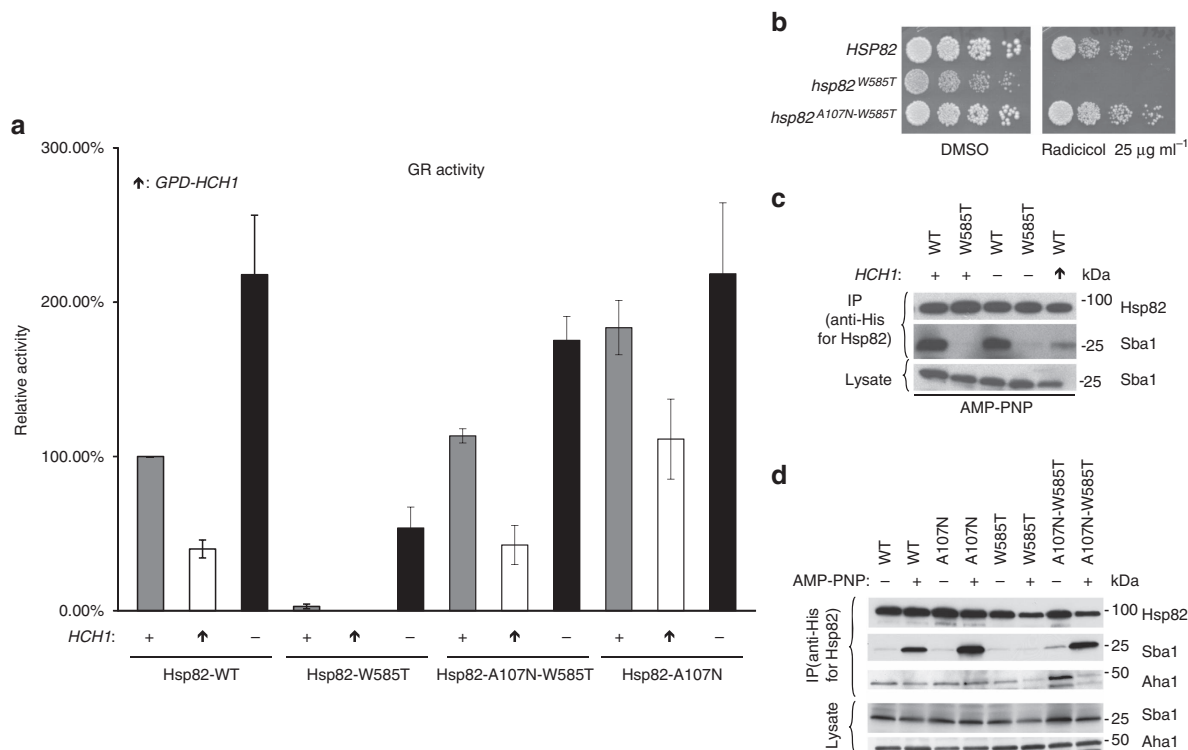 a
300.00%
GR activity
↑: GPD-HCH1
200.00%
Relative activity
100.00%
0.00%
HCH1: + ↑ – + ↑ – + ↑ – + ↑ –
Hsp82-WT Hsp82-W585T Hsp82-A107N-W585T Hsp82-A107N
b
HSP82
hsp82 W585T
hsp82 A107N-W585T
DMSO Radicicol 25 μg ml–1
c
WT W585T WT W585T WT
HCH1: + + – – ↑ kDa
IP
(anti-His
for Hsp82)
-100 Hsp82
-25 Sba1
Lysate -25 Sba1
AMP-PNP
d
WT WT A107N A107N W585T W585T A107N-W585T A107N-W585T
AMP-PNP: – + – + – + – + kDa
IP(anti-His
for Hsp82)
-100 Hsp82
-25 Sba1
-50 Aha1
Lysate
-25 Sba1
-50 Aha1